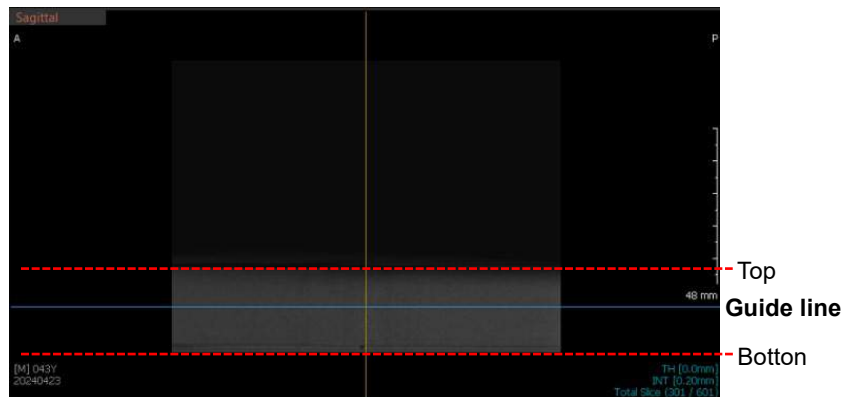 Sagittal
A
P
Top
48 mm
Guide line
Botton
[M] 043Y
20240423
TH [0.0mm]
INT [0.20mm]
Total Slice (301 / 601)